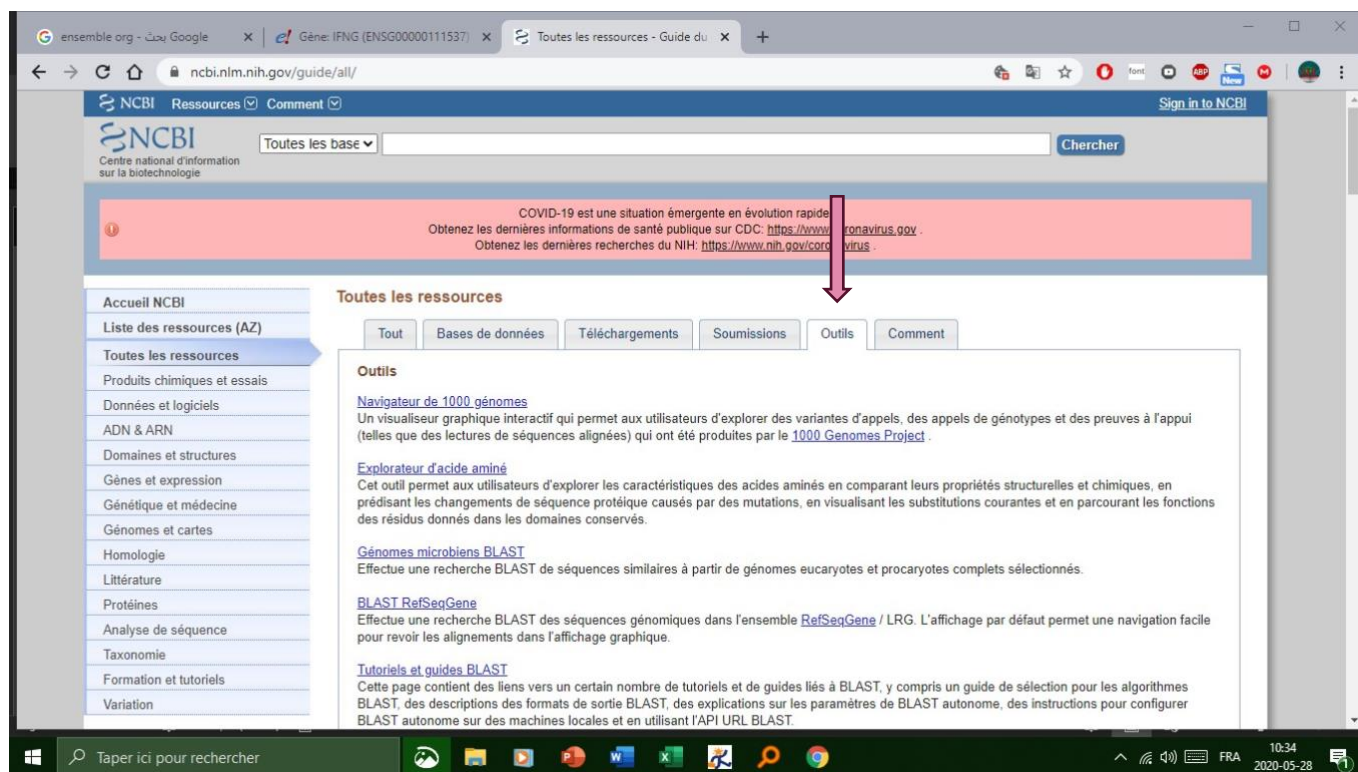 ensemble org - بحث Google
Gène: IFNG (ENSG00000111537)
Toutes les ressources - Guide du
ncbi.nlm.nih.gov/guide/all/
font
ABP
New
NCBI Ressources Comment
Sign in to NCBI
NCBI
Centre national d'information
sur la biotechnologie
Toutes les base
Chercher
COVID-19 est une situation émergente en évolution rapide
Obtenez les dernières informations de santé publique sur CDC: https://www. ronavirus.gov .
Obtenez les dernières recherches du NIH: https://www.nih.gov/coro virus .
Accueil NCBI
Liste des ressources (AZ)
Toutes les ressources
Produits chimiques et essais
Données et logiciels
ADN & ARN
Domaines et structures
Gènes et expression
Génétique et médecine
Génomes et cartes
Homologie
Littérature
Protéines
Analyse de séquence
Taxonomie
Formation et tutoriels
Variation
Toutes les ressources
Tout Bases de données Téléchargements Soumissions Outils Comment
Outils
Navigateur de 1000 génomes
Un visualiseur graphique interactif qui permet aux utilisateurs d'explorer des variantes d'appels, des appels de génotypes et des preuves à l'appui
(telles que des lectures de séquences alignées) qui ont été produites par le 1000 Genomes Project .
Explorateur d'acide aminé
Cet outil permet aux utilisateurs d'explorer les caractéristiques des acides aminés en comparant leurs propriétés structurelles et chimiques, en
prédisant les changements de séquence protéique causés par des mutations, en visualisant les substitutions courantes et en parcourant les fonctions
des résidus donnés dans les domaines conservés.
Génomes microbiens BLAST
Effectue une recherche BLAST de séquences similaires à partir de génomes eucaryotes et procaryotes complets sélectionnés.
BLAST RefSeqGene
Effectue une recherche BLAST des séquences génomiques dans l'ensemble RefSeqGene / LRG. L'affichage par défaut permet une navigation facile
pour revoir les alignements dans l'affichage graphique.
Tutoriels et guides BLAST
Cette page contient des liens vers un certain nombre de tutoriels et de guides liés à BLAST, y compris un guide de sélection pour les algorithmes
BLAST, des descriptions des formats de sortie BLAST, des explications sur les paramètres de BLAST autonome, des instructions pour configurer
BLAST autonome sur des machines locales et en utilisant l'API URL BLAST.
Taper ici pour rechercher
FRA
10:34
2020-05-28